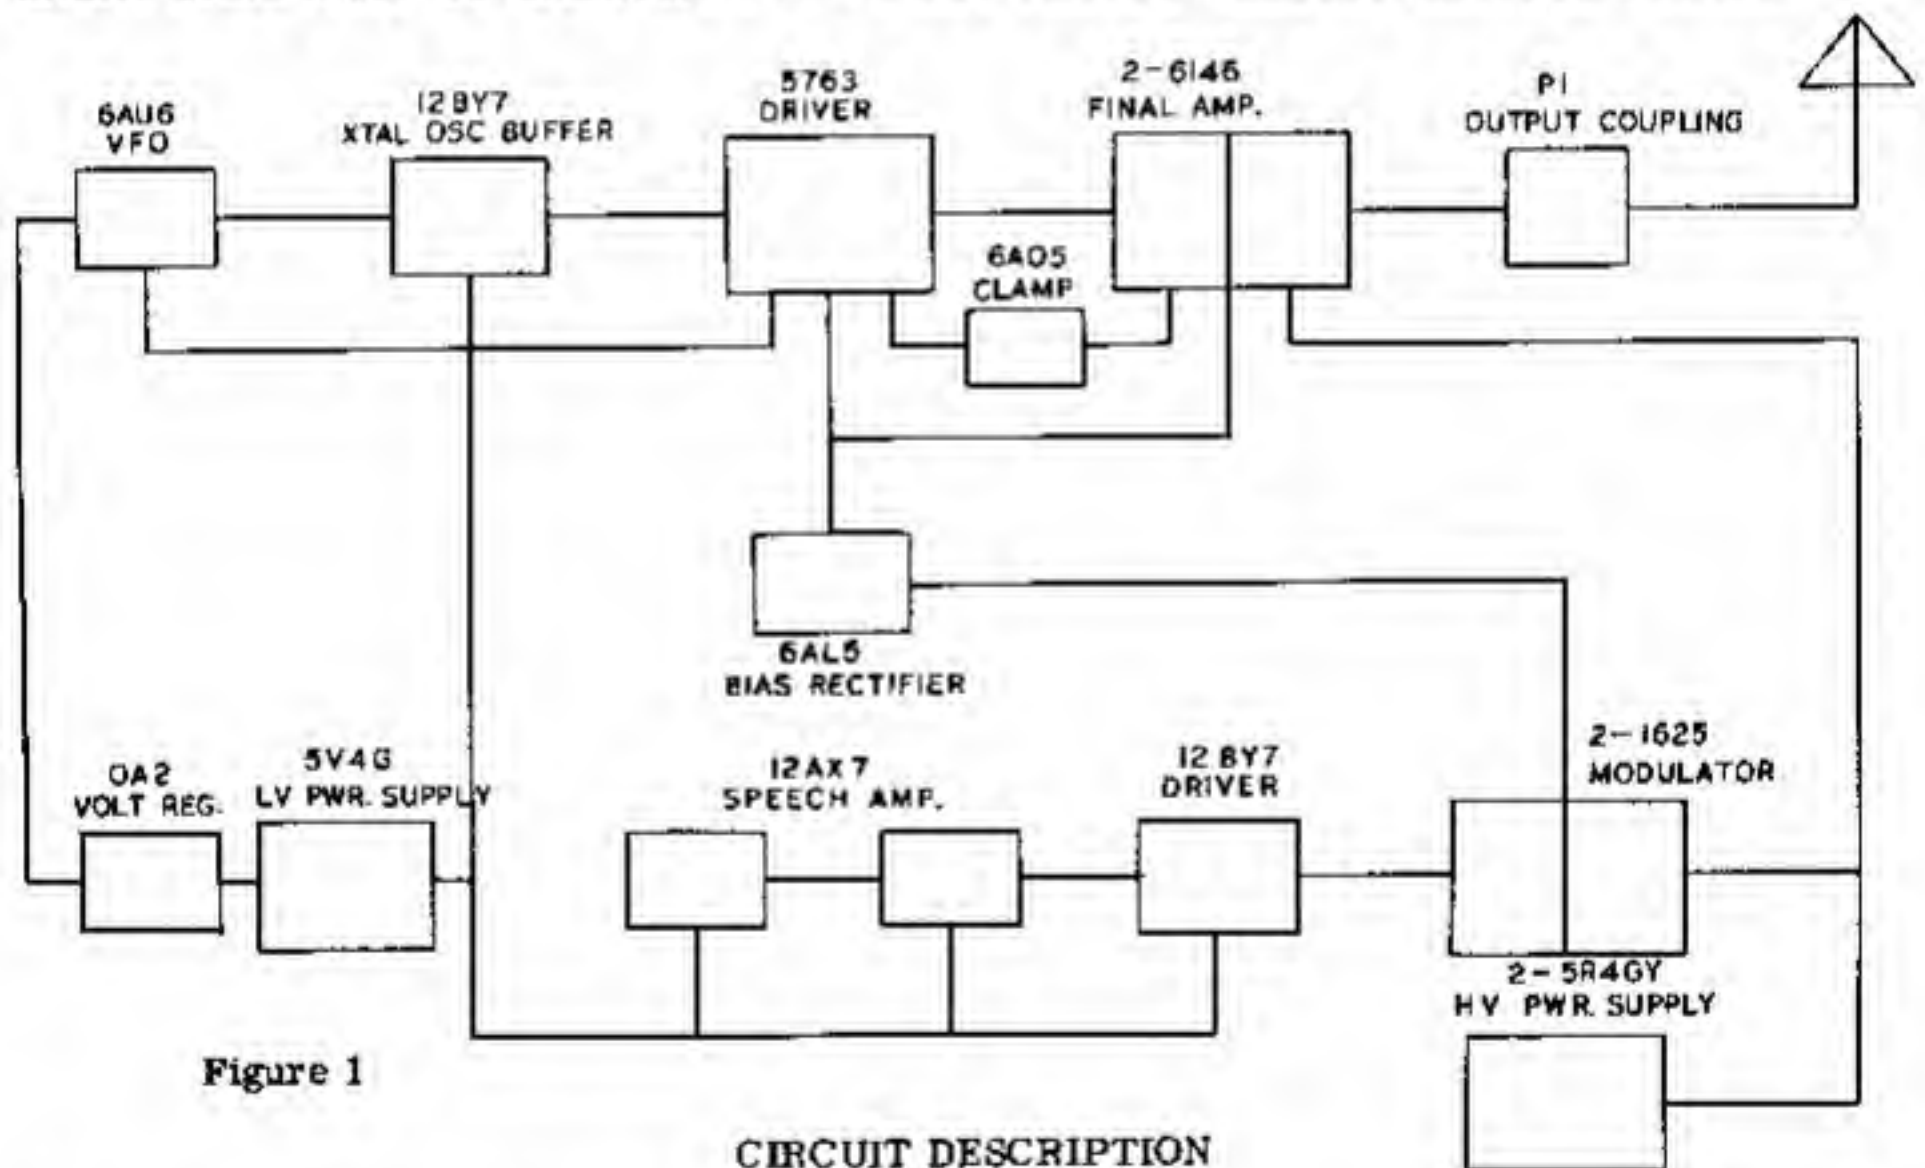 6AU6
VFO
12BY7
XTAL OSC BUFFER
5763
DRIVER
2-6146
FINAL AMP.
PI
OUTPUT COUPLING
6AQ5
CLAMP
6AL5
BIAS RECTIFIER
OA2
VOLT REG.
5V4G
LV PWR. SUPPLY
12AX7
SPEECH AMP.
12BY7
DRIVER
2-1625
MODULATOR
2-5R4GY
HV PWR. SUPPLY
Figure 1
CIRCUIT DESCRIPTION